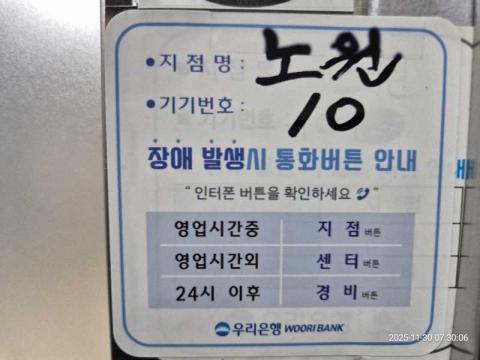 •지점명 : 노원
•기기번호 : 10
장애 발생시 통화버튼 안내
"인터폰 버튼을 확인하세요 "
영업시간중 지점버튼
영업시간외 센터버튼
24시 이후 경비버튼
우리은행 WOORI BANK
2025-11-30 07:30:06